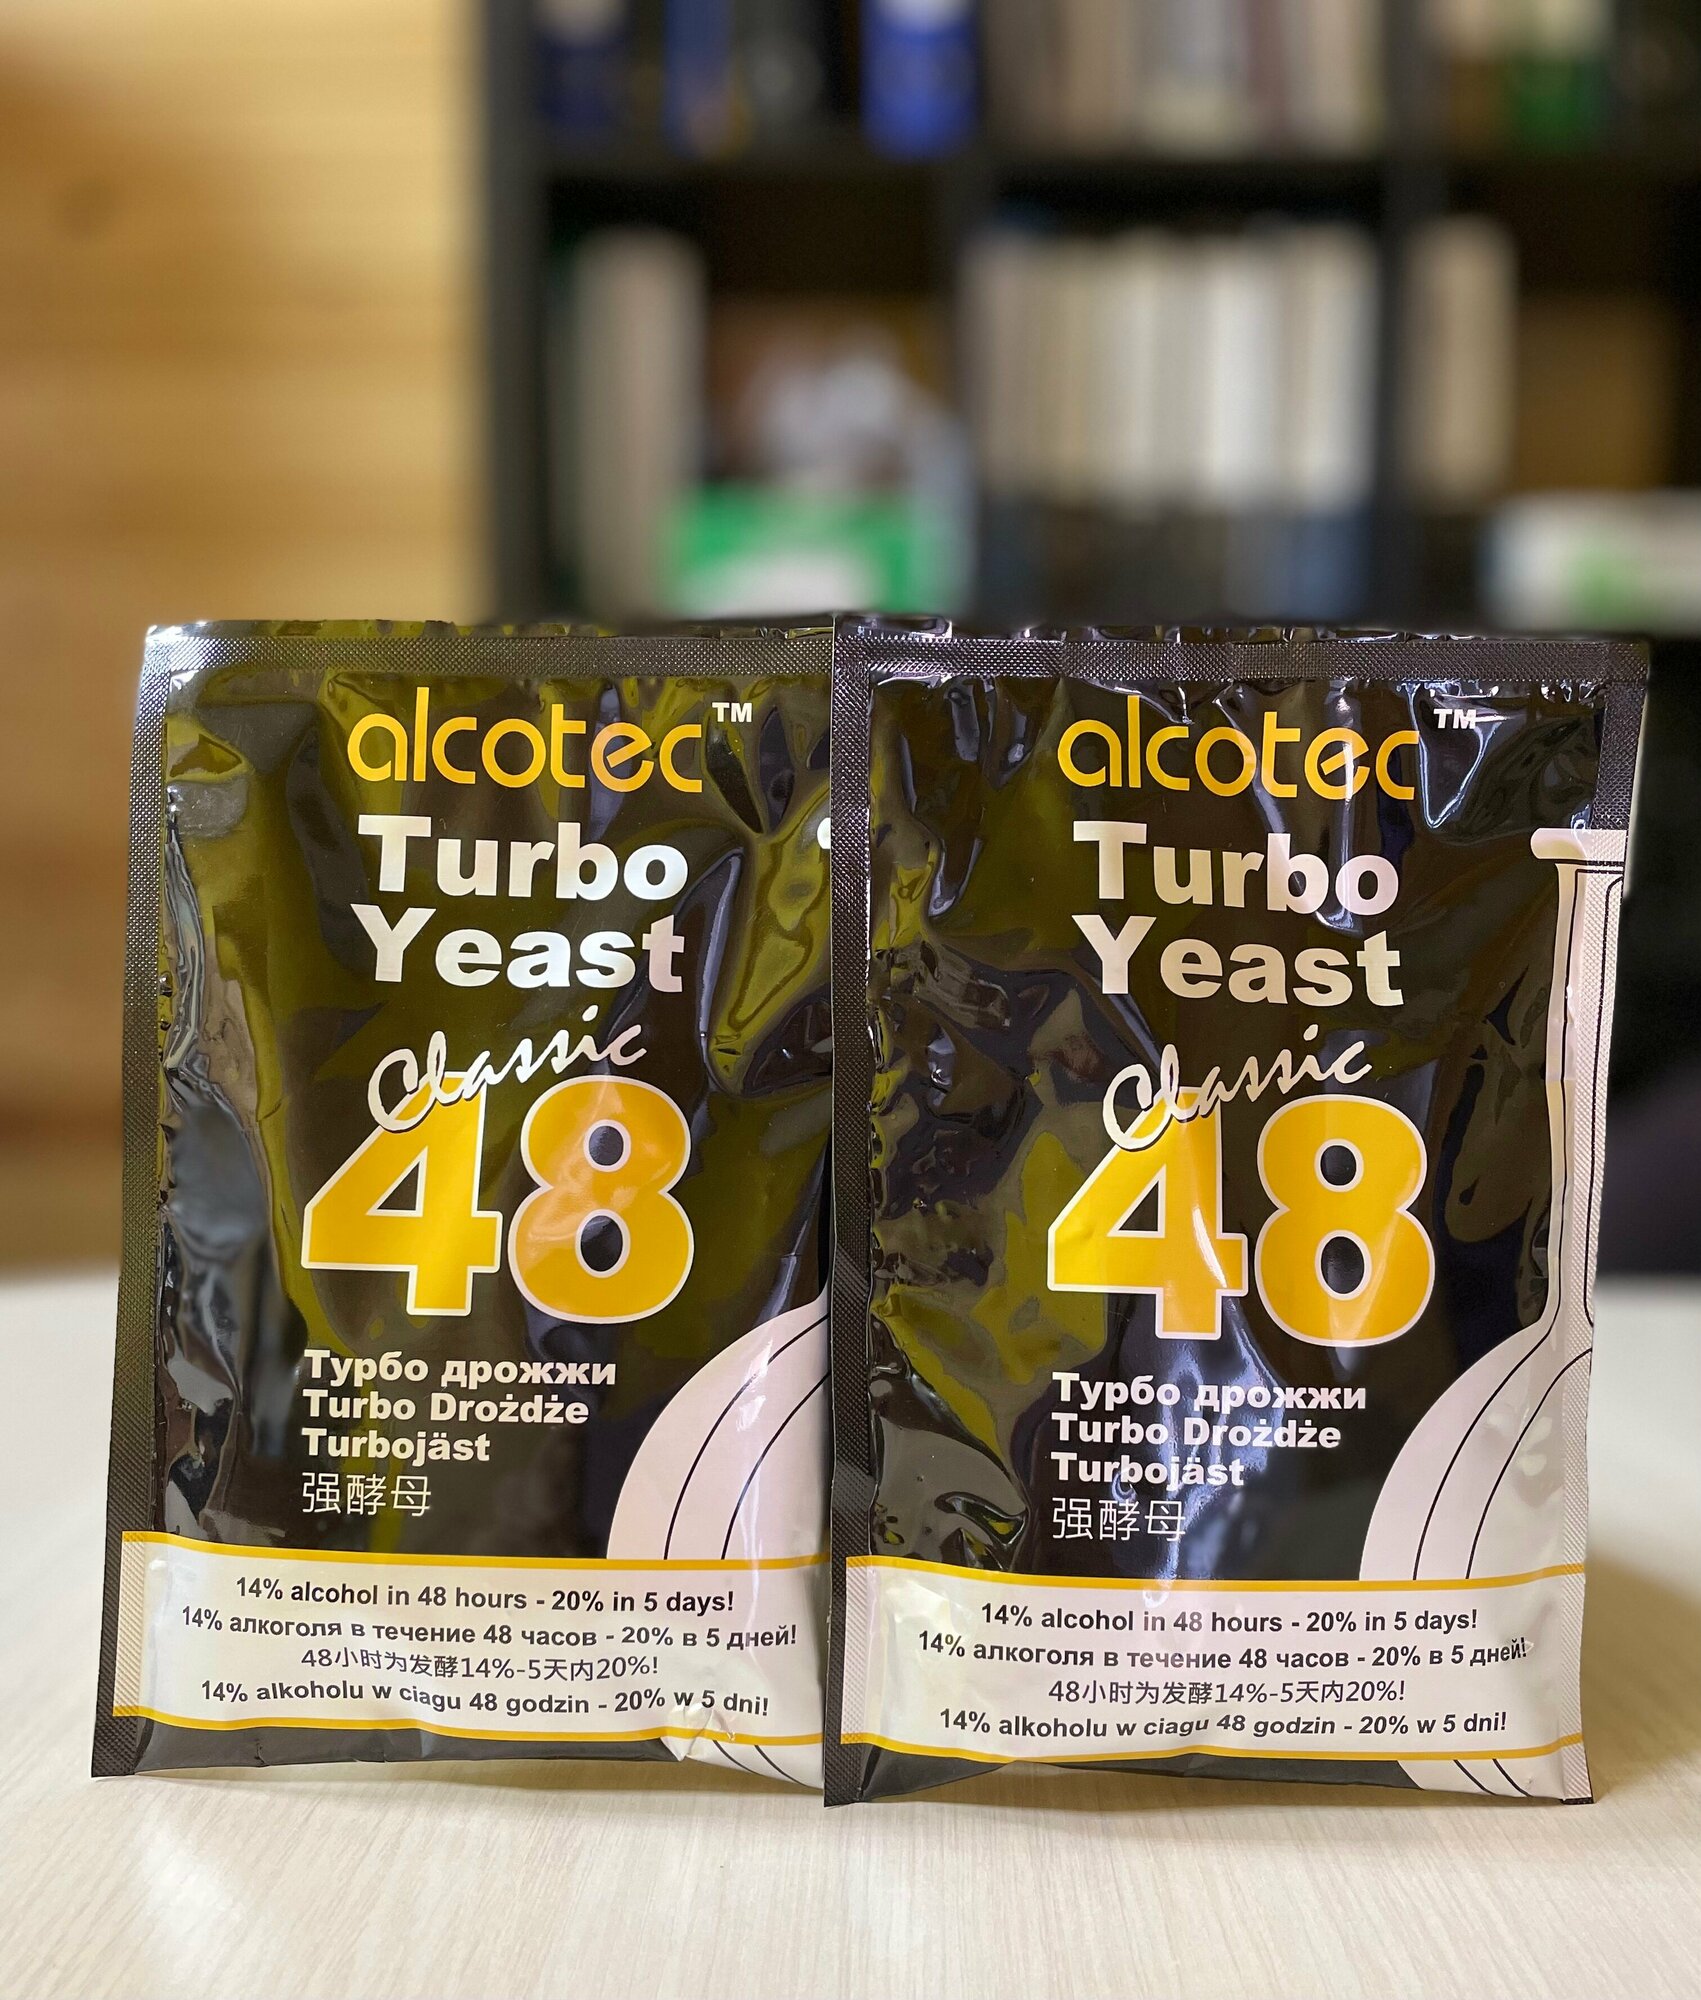 alcotec™
Turbo
Yeast
Classic
48
Турбо дрожжи
Turbo Drożdże
Turbojäst
强酵母
14% alcohol in 48 hours - 20% in 5 days!
14% алкоголя в течение 48 часов - 20% в 5 дней!
48小时为发酵14%-5天内20%!
14% alkoholu w ciagu 48 godzin - 20% w 5 dni!
alcotec™
Turbo
Yeast
Classic
48
Турбо дрожжи
Turbo Drożdże
Turbojäst
强酵母
14% alcohol in 48 hours - 20% in 5 days!
14% алкоголя в течение 48 часов - 20% в 5 дней!
48小时为发酵14%-5天内20%!
14% alkoholu w ciagu 48 godzin - 20% w 5 dni!